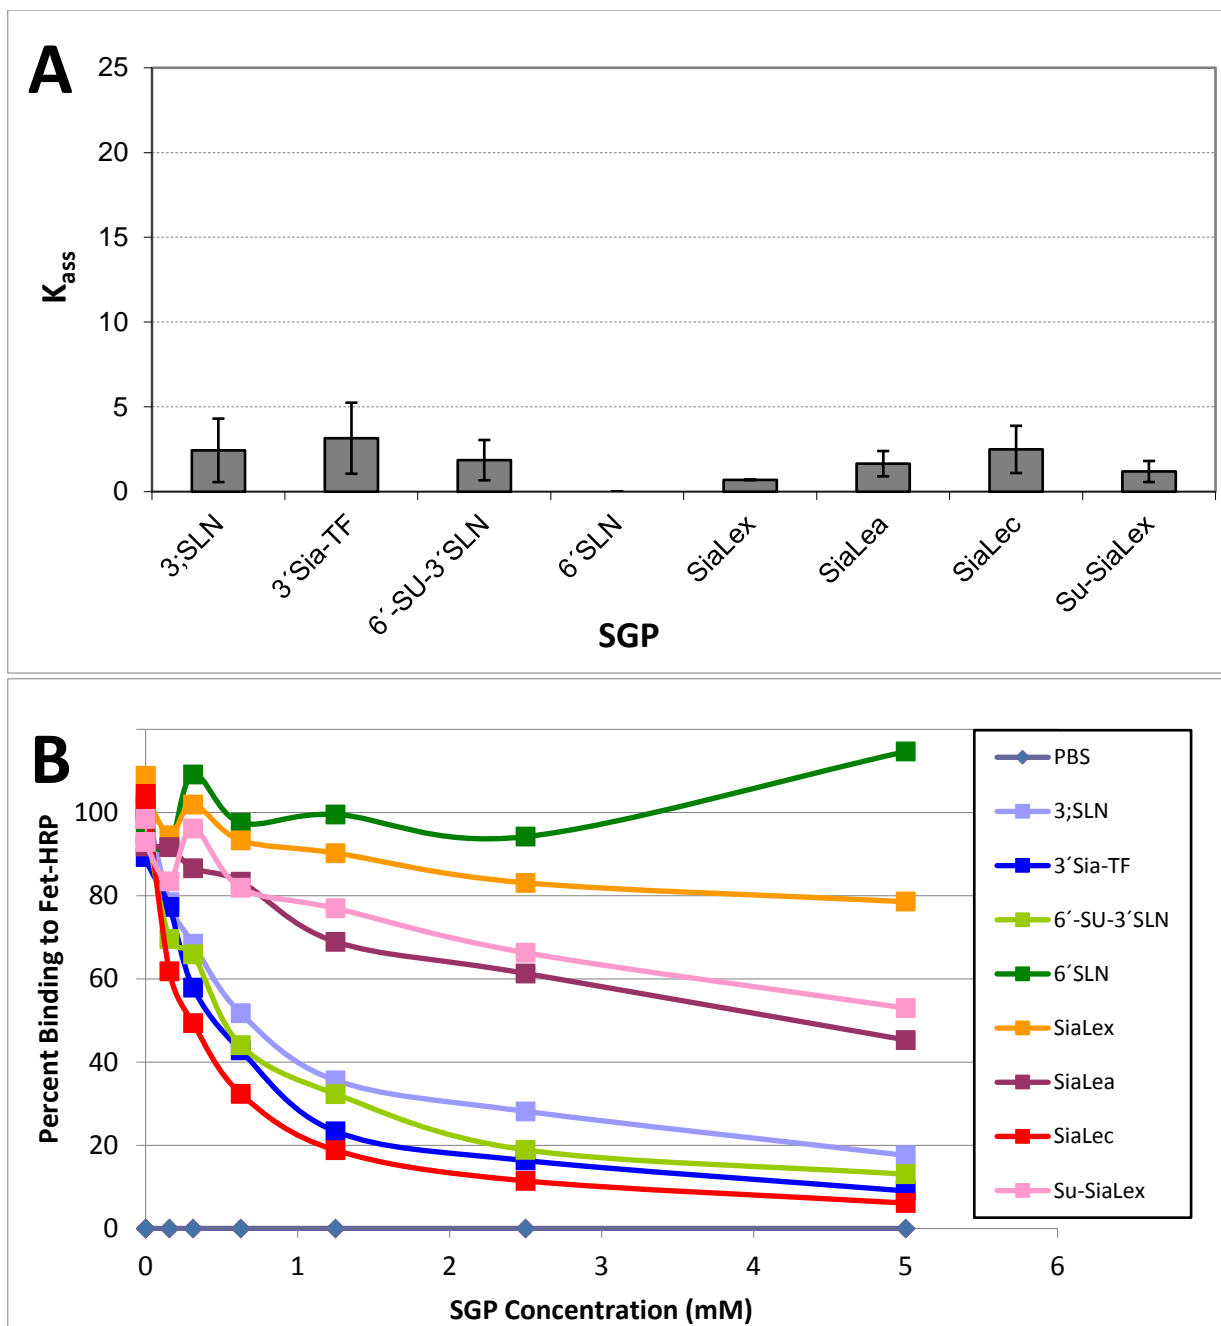 A
25
20
15
10
5
0
K_ass
3;SLN
3´Sia-TF
6´-SU-3´SLN
6´SLN
SiaLex
SiaLea
SiaLec
Su-SiaLex
SGP
B
100
80
60
40
20
0
Percent Binding to Fet-HRP
0 1 2 3 4 5 6
SGP Concentration (mM)
PBS
3;SLN
3´Sia-TF
6´-SU-3´SLN
6´SLN
SiaLex
SiaLea
SiaLec
Su-SiaLex